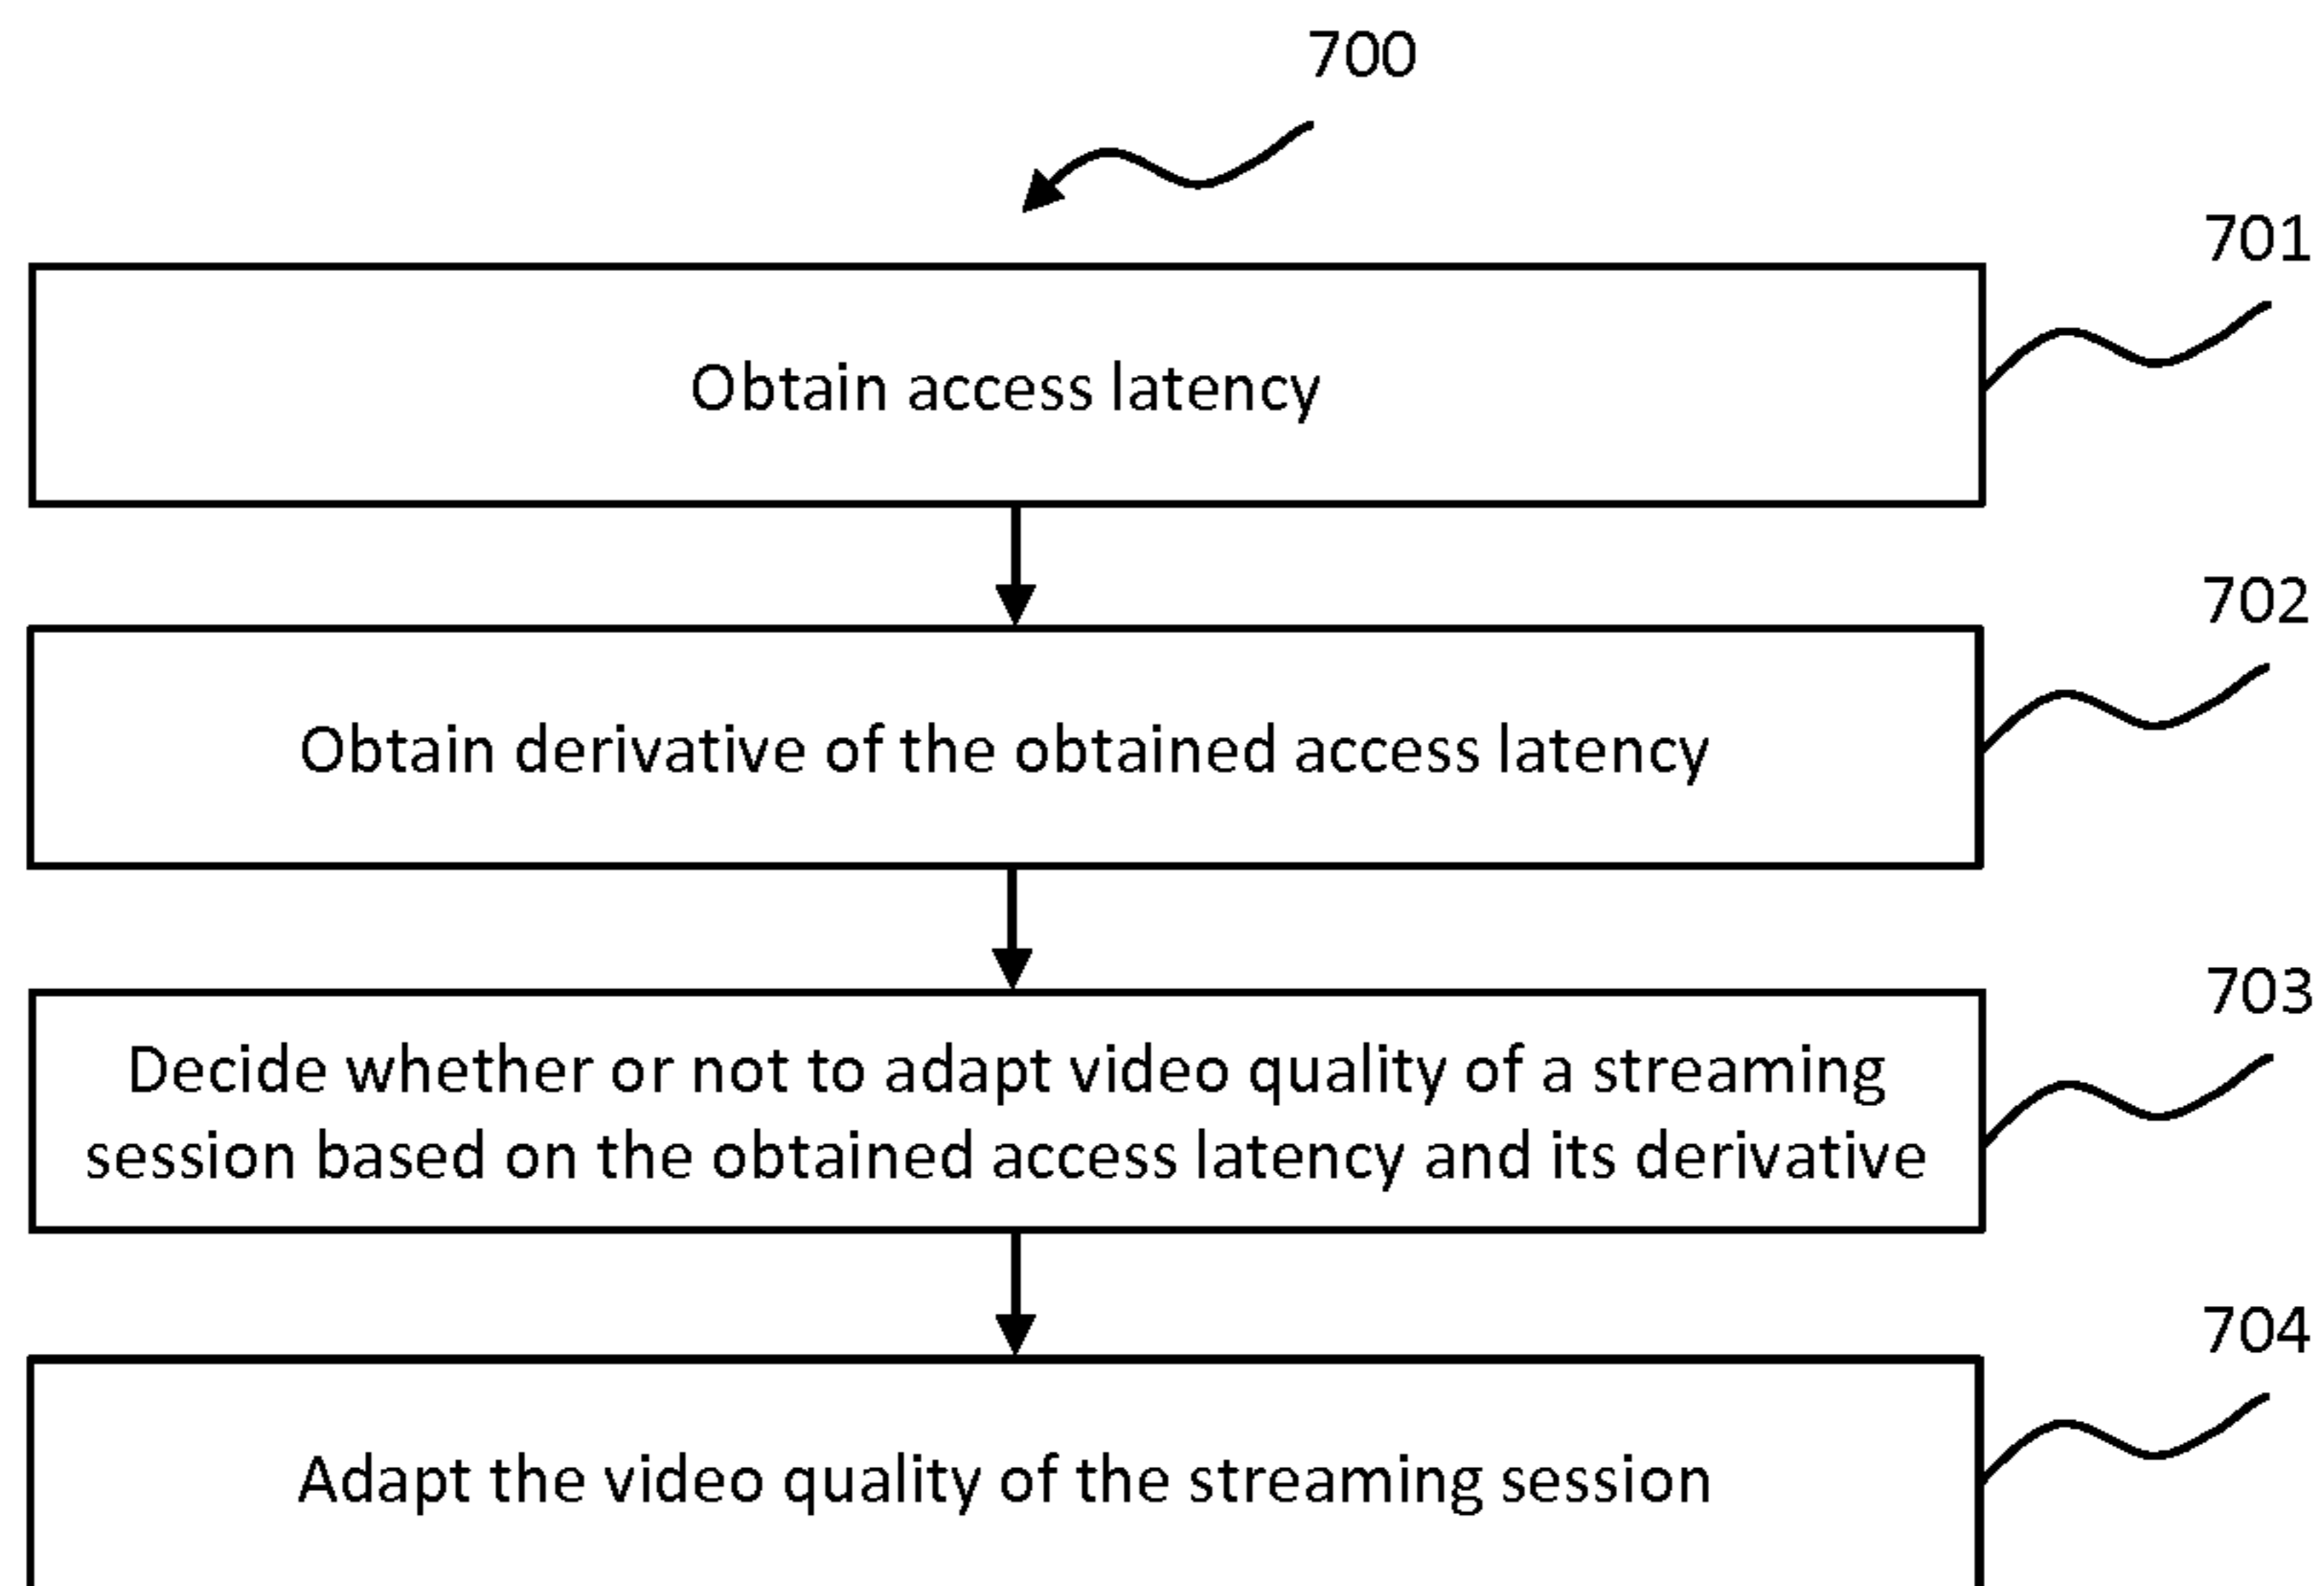 700
701
Obtain access latency
702
Obtain derivative of the obtained access latency
703
Decide whether or not to adapt video quality of a streaming
session based on the obtained access latency and its derivative
704
Adapt the video quality of the streaming session